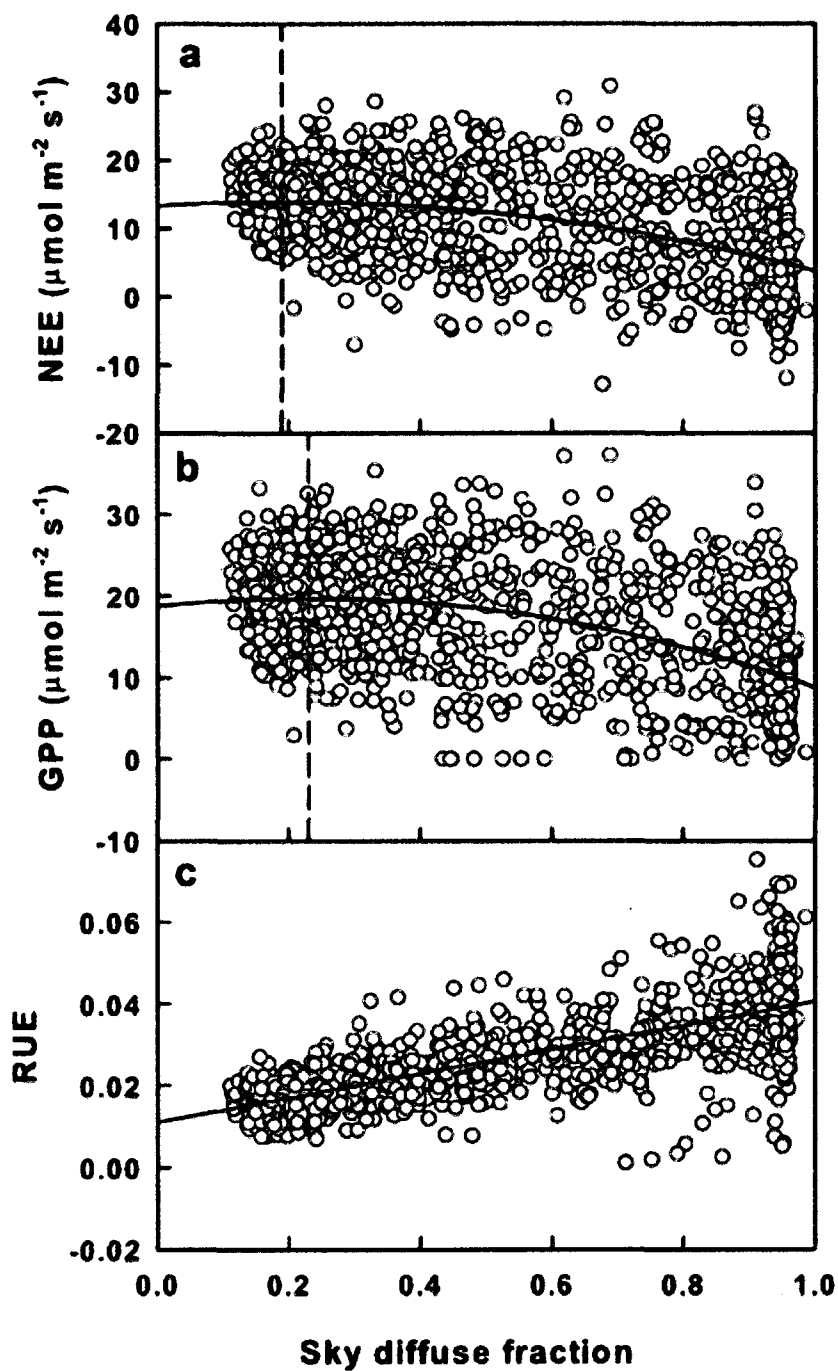 a
40
30
20
10
0
-10
-20
NEE (μmol m⁻² s⁻¹)
b
30
20
10
0
-10
GPP (μmol m⁻² s⁻¹)
c
0.06
0.04
0.02
0.00
-0.02
RUE
0.0 0.2 0.4 0.6 0.8 1.0
Sky diffuse fraction